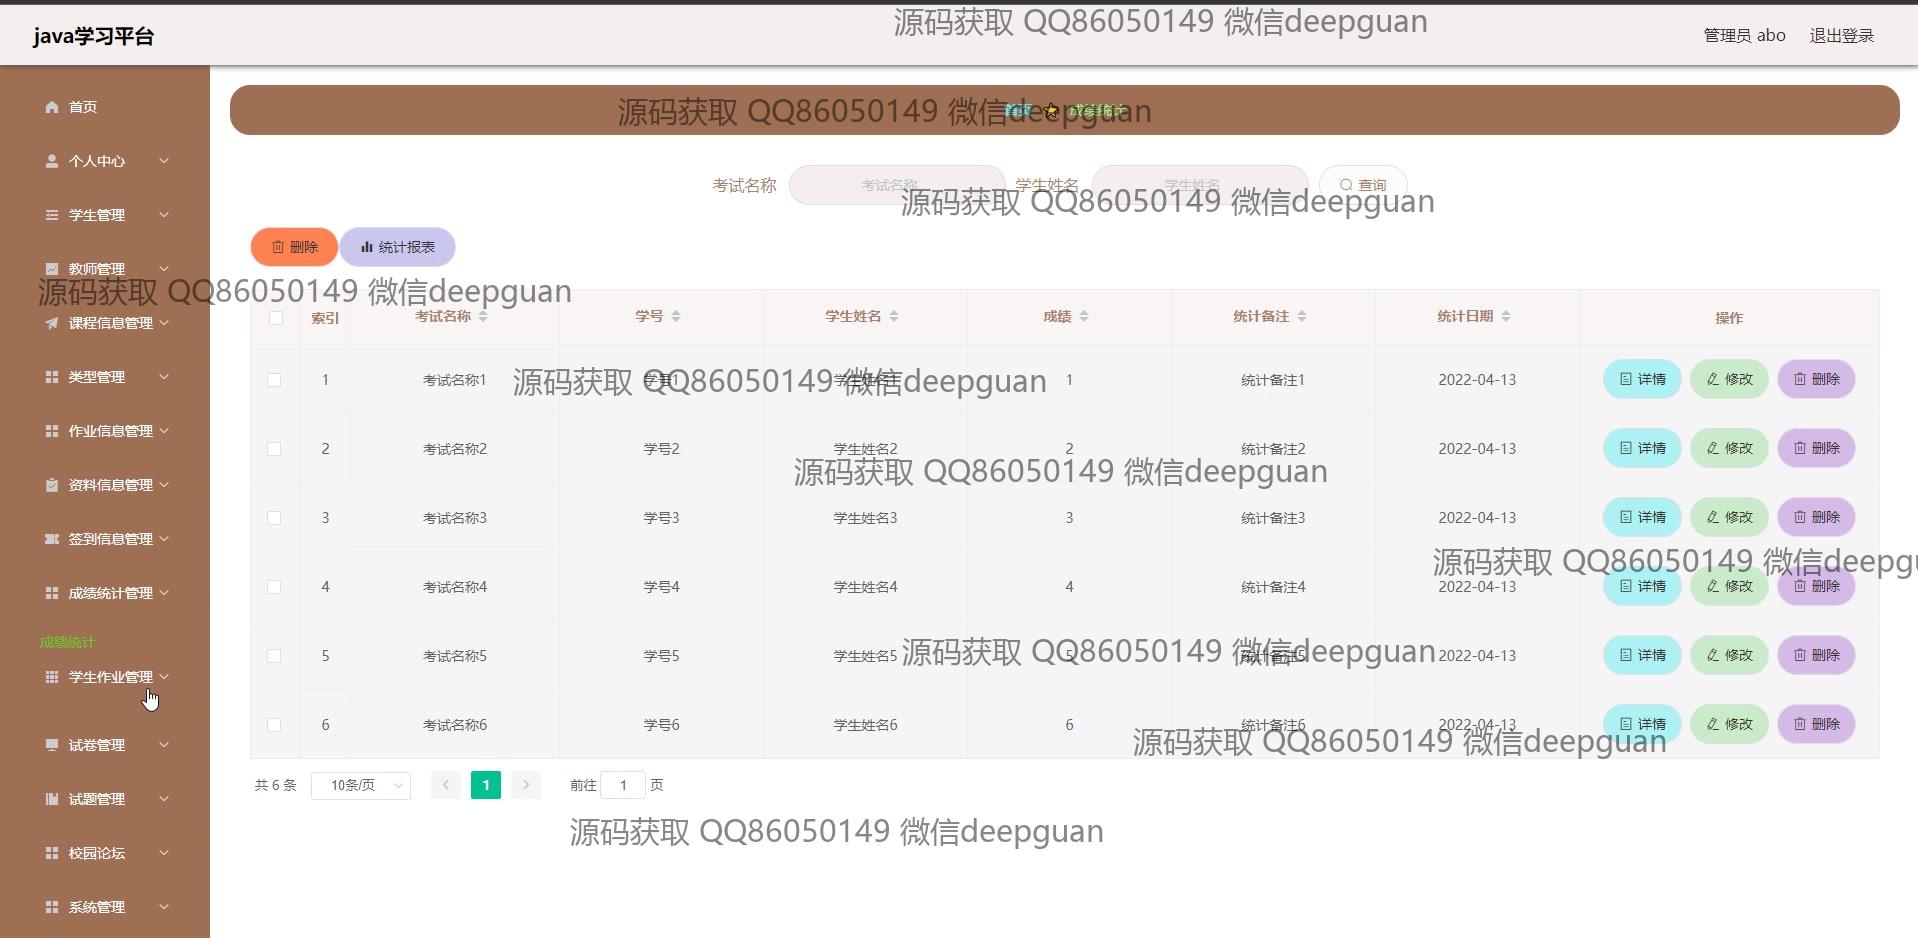 源码获取 QQ86050149 微信deepguan
java学习平台
管理员 abo 退出登录
首页
源码获取 QQ86050149 微信deepguan
首页 成绩统计
个人中心
考试名称 考试名称 学生姓名 学生姓名 查询
源码获取 QQ86050149 微信deepguan
学生管理
删除 统计报表
教师管理
源码获取 QQ86050149 微信deepguan
课程信息管理
索引 考试名称 学号 学生姓名 成绩 统计备注 统计日期 操作
类型管理
1 考试名称1 学号1 学生姓名1 1 统计备注1 2022-04-13 详情 修改 删除
源码获取 QQ86050149 微信deepguan
作业信息管理
2 考试名称2 学号2 学生姓名2 2 统计备注2 2022-04-13 详情 修改 删除
源码获取 QQ86050149 微信deepguan
资料信息管理
3 考试名称3 学号3 学生姓名3 3 统计备注3 2022-04-13 详情 修改 删除
签到信息管理
源码获取 QQ86050149 微信deepgu
成绩统计管理
4 考试名称4 学号4 学生姓名4 4 统计备注4 2022-04-13 详情 修改 删除
成绩统计
源码获取 QQ86050149 微信deepguan
5 考试名称5 学号5 学生姓名5 5 统计备注5 2022-04-13 详情 修改 删除
学生作业管理
6 考试名称6 学号6 学生姓名6 6 统计备注6 2022-04-13 详情 修改 删除
源码获取 QQ86050149 微信deepguan
试卷管理
共 6 条 10条/页 1 前往 1 页
试题管理
源码获取 QQ86050149 微信deepguan
校园论坛
系统管理